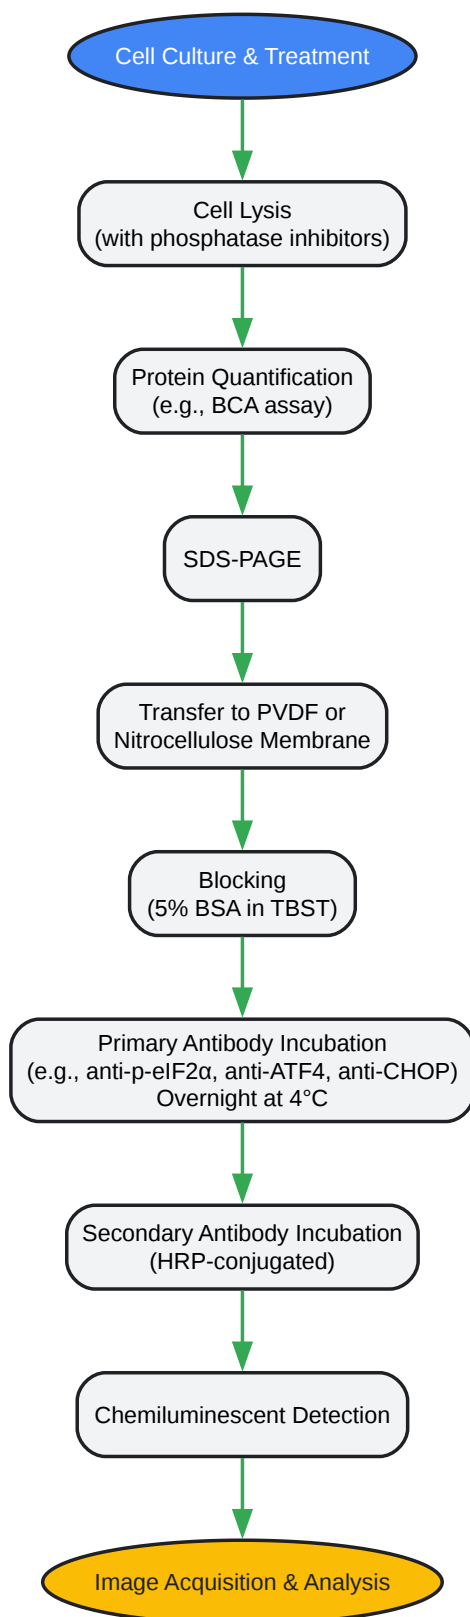 Cell Culture & Treatment
Cell Lysis
(with phosphatase inhibitors)
Protein Quantification
(e.g., BCA assay)
SDS-PAGE
Transfer to PVDF or
Nitrocellulose Membrane
Blocking
(5% BSA in TBST)
Primary Antibody Incubation
(e.g., anti-p-eIF2α, anti-ATF4, anti-CHOP)
Overnight at 4°C
Secondary Antibody Incubation
(HRP-conjugated)
Chemiluminescent Detection
Image Acquisition & Analysis